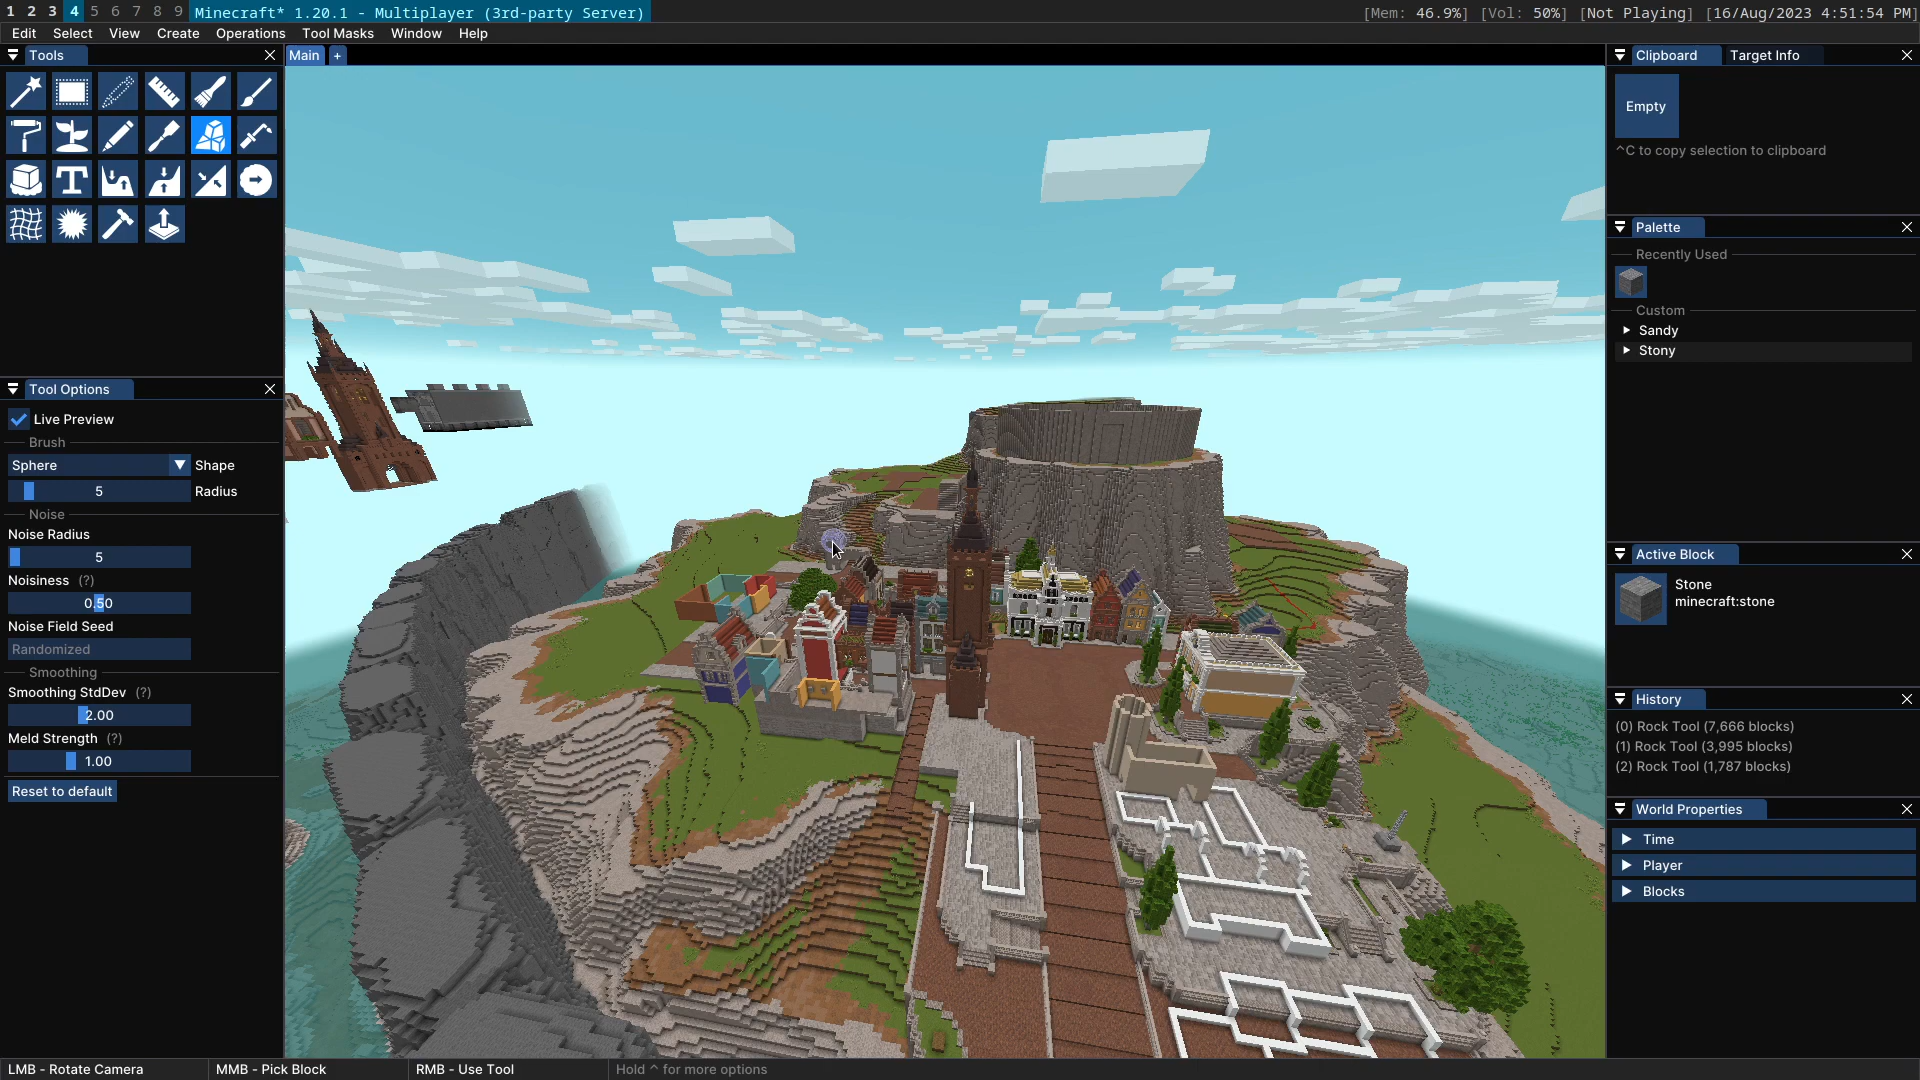 1 2 3 4 5 6 7 8 9 Minecraft* 1.20.1 - Multiplayer (3rd-party Server) [Mem: 46.9%] [Vol: 50%] [Not Playing] [16/Aug/2023 4:51:54 PM]
Edit Select View Create Operations Tool Masks Window Help
Tools
Main +
Tool Options
Live Preview
Brush
Sphere Shape
5 Radius
Noise
Noise Radius
5
Noisiness (?)
0.50
Noise Field Seed
Randomized
Smoothing
Smoothing StdDev (?)
2.00
Meld Strength (?)
1.00
Reset to default
Clipboard Target Info
Empty
^C to copy selection to clipboard
Palette
Recently Used
Custom
Sandy
Stony
Active Block
Stone
minecraft:stone
History
(0) Rock Tool (7,666 blocks)
(1) Rock Tool (3,995 blocks)
(2) Rock Tool (1,787 blocks)
World Properties
Time
Player
Blocks
LMB - Rotate Camera MMB - Pick Block RMB - Use Tool Hold ^ for more options